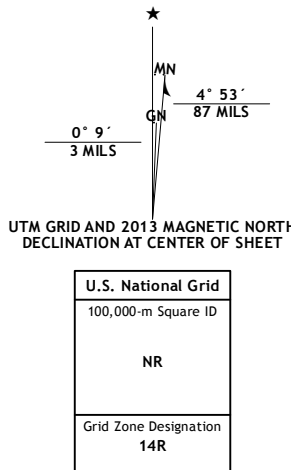 ★
MN
GN
4° 53´
87 MILS
0° 9´
3 MILS
UTM GRID AND 2013 MAGNETIC NORTH
DECLINATION AT CENTER OF SHEET
U.S. National Grid
100,000-m Square ID
NR
Grid Zone Designation
14R